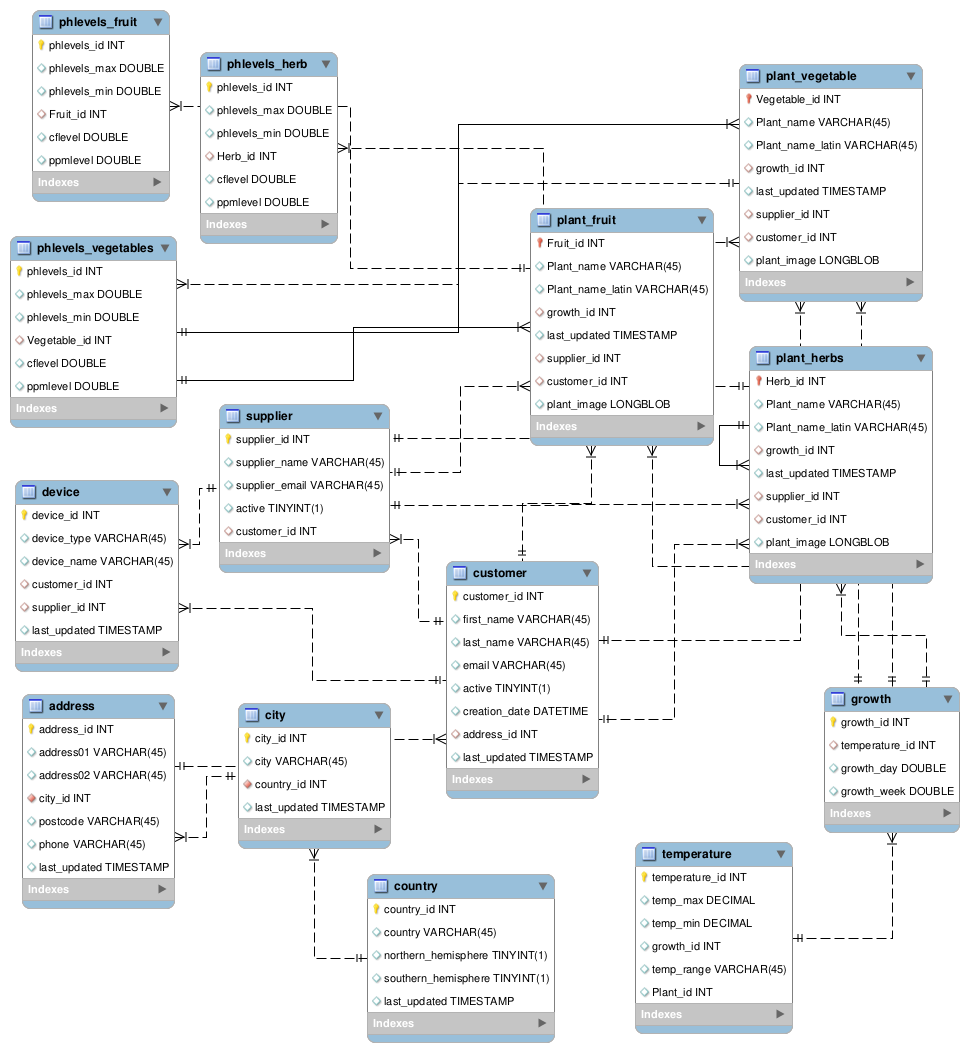 phlevels_fruit
phlevels_id INT
phlevels_max DOUBLE
phlevels_min DOUBLE
Fruit_id INT
cflevel DOUBLE
ppmlevel DOUBLE
Indexes
phlevels_herb
phlevels_id INT
phlevels_max DOUBLE
phlevels_min DOUBLE
Herb_id INT
cflevel DOUBLE
ppmlevel DOUBLE
Indexes
plant_vegetable
Vegetable_id INT
Plant_name VARCHAR(45)
Plant_name_latin VARCHAR(45)
growth_id INT
last_updated TIMESTAMP
supplier_id INT
customer_id INT
plant_image LONGBLOB
Indexes
phlevels_vegetables
phlevels_id INT
phlevels_max DOUBLE
phlevels_min DOUBLE
Vegetable_id INT
cflevel DOUBLE
ppmlevel DOUBLE
Indexes
plant_fruit
Fruit_id INT
Plant_name VARCHAR(45)
Plant_name_latin VARCHAR(45)
growth_id INT
last_updated TIMESTAMP
supplier_id INT
customer_id INT
plant_image LONGBLOB
Indexes
plant_herbs
Herb_id INT
Plant_name VARCHAR(45)
Plant_name_latin VARCHAR(45)
growth_id INT
last_updated TIMESTAMP
supplier_id INT
customer_id INT
plant_image LONGBLOB
Indexes
supplier
supplier_id INT
supplier_name VARCHAR(45)
supplier_email VARCHAR(45)
active TINYINT(1)
customer_id INT
Indexes
device
device_id INT
device_type VARCHAR(45)
device_name VARCHAR(45)
customer_id INT
supplier_id INT
last_updated TIMESTAMP
Indexes
customer
customer_id INT
first_name VARCHAR(45)
last_name VARCHAR(45)
email VARCHAR(45)
active TINYINT(1)
creation_date DATETIME
address_id INT
last_updated TIMESTAMP
Indexes
address
address_id INT
address01 VARCHAR(45)
address02 VARCHAR(45)
city_id INT
postcode VARCHAR(45)
phone VARCHAR(45)
last_updated TIMESTAMP
Indexes
city
city_id INT
city VARCHAR(45)
country_id INT
last_updated TIMESTAMP
Indexes
growth
growth_id INT
temperature_id INT
growth_day DOUBLE
growth_week DOUBLE
Indexes
country
country_id INT
country VARCHAR(45)
northern_hemisphere TINYINT(1)
southern_hemisphere TINYINT(1)
last_updated TIMESTAMP
Indexes
temperature
temperature_id INT
temp_max DECIMAL
temp_min DECIMAL
growth_id INT
temp_range VARCHAR(45)
Plant_id INT
Indexes